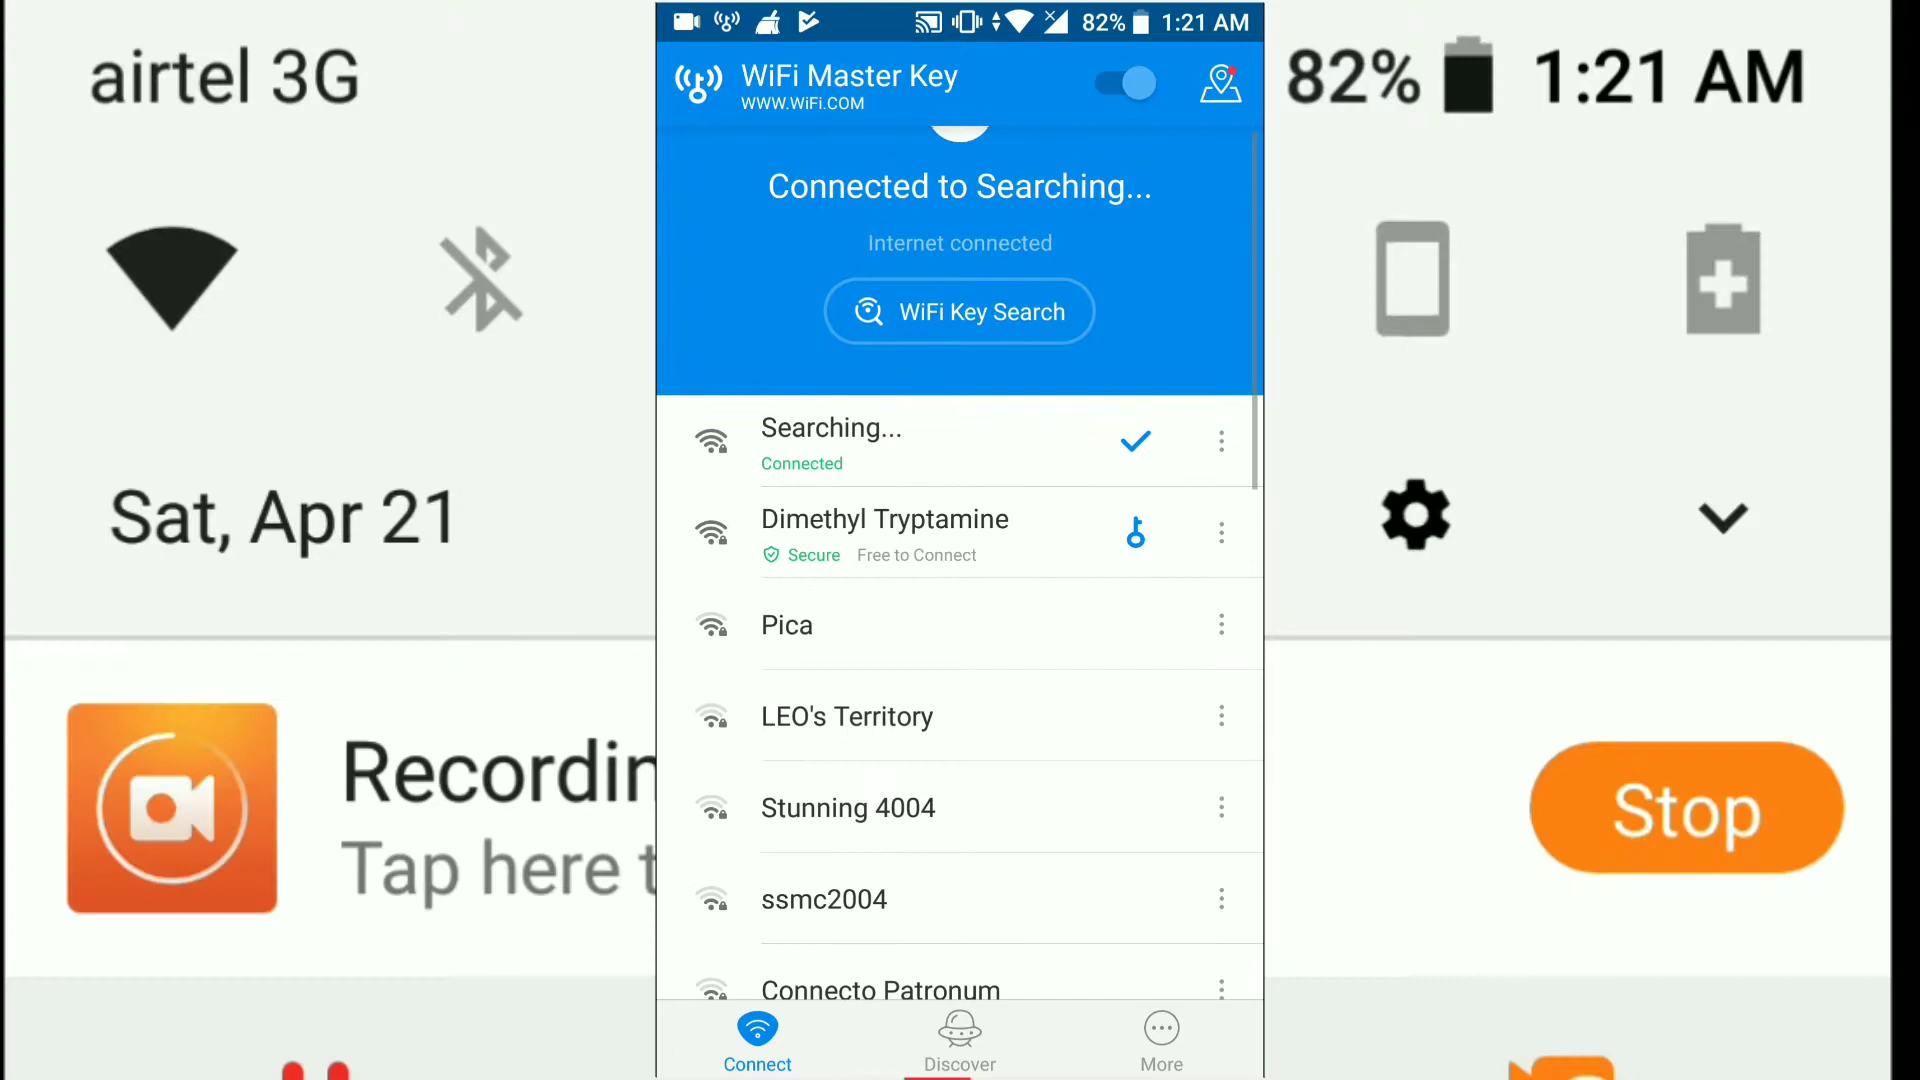 airtel 3G
82% 1:21 AM
Sat, Apr 21
Recordin
Tap here t
Stop
82% 1:21 AM
WiFi Master Key
WWW.WiFi.COM
Connected to Searching...
Internet connected
WiFi Key Search
Searching...
Connected
Dimethyl Tryptamine
Secure Free to Connect
Pica
LEO's Territory
Stunning 4004
ssmc2004
Connecto Patronum
Connect
Discover
More